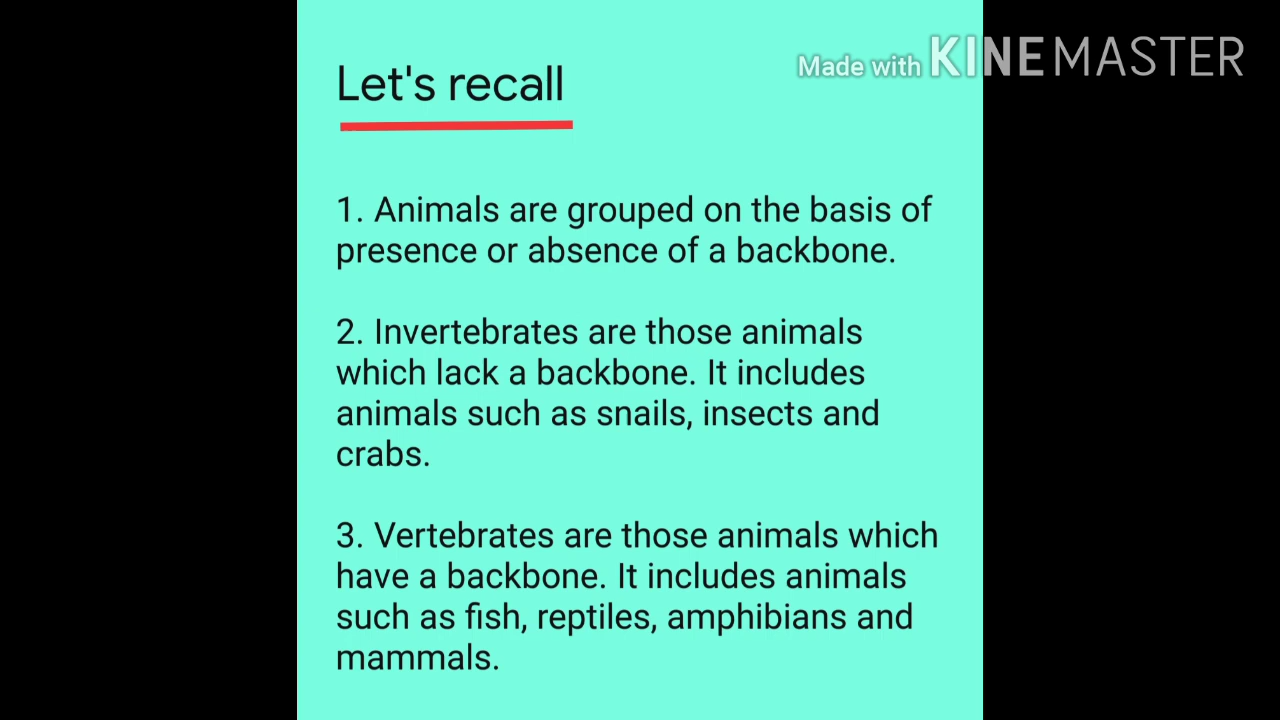 Made with KINEMASTER
Let's recall
1. Animals are grouped on the basis of
presence or absence of a backbone.
2. Invertebrates are those animals
which lack a backbone. It includes
animals such as snails, insects and
crabs.
3. Vertebrates are those animals which
have a backbone. It includes animals
such as fish, reptiles, amphibians and
mammals.